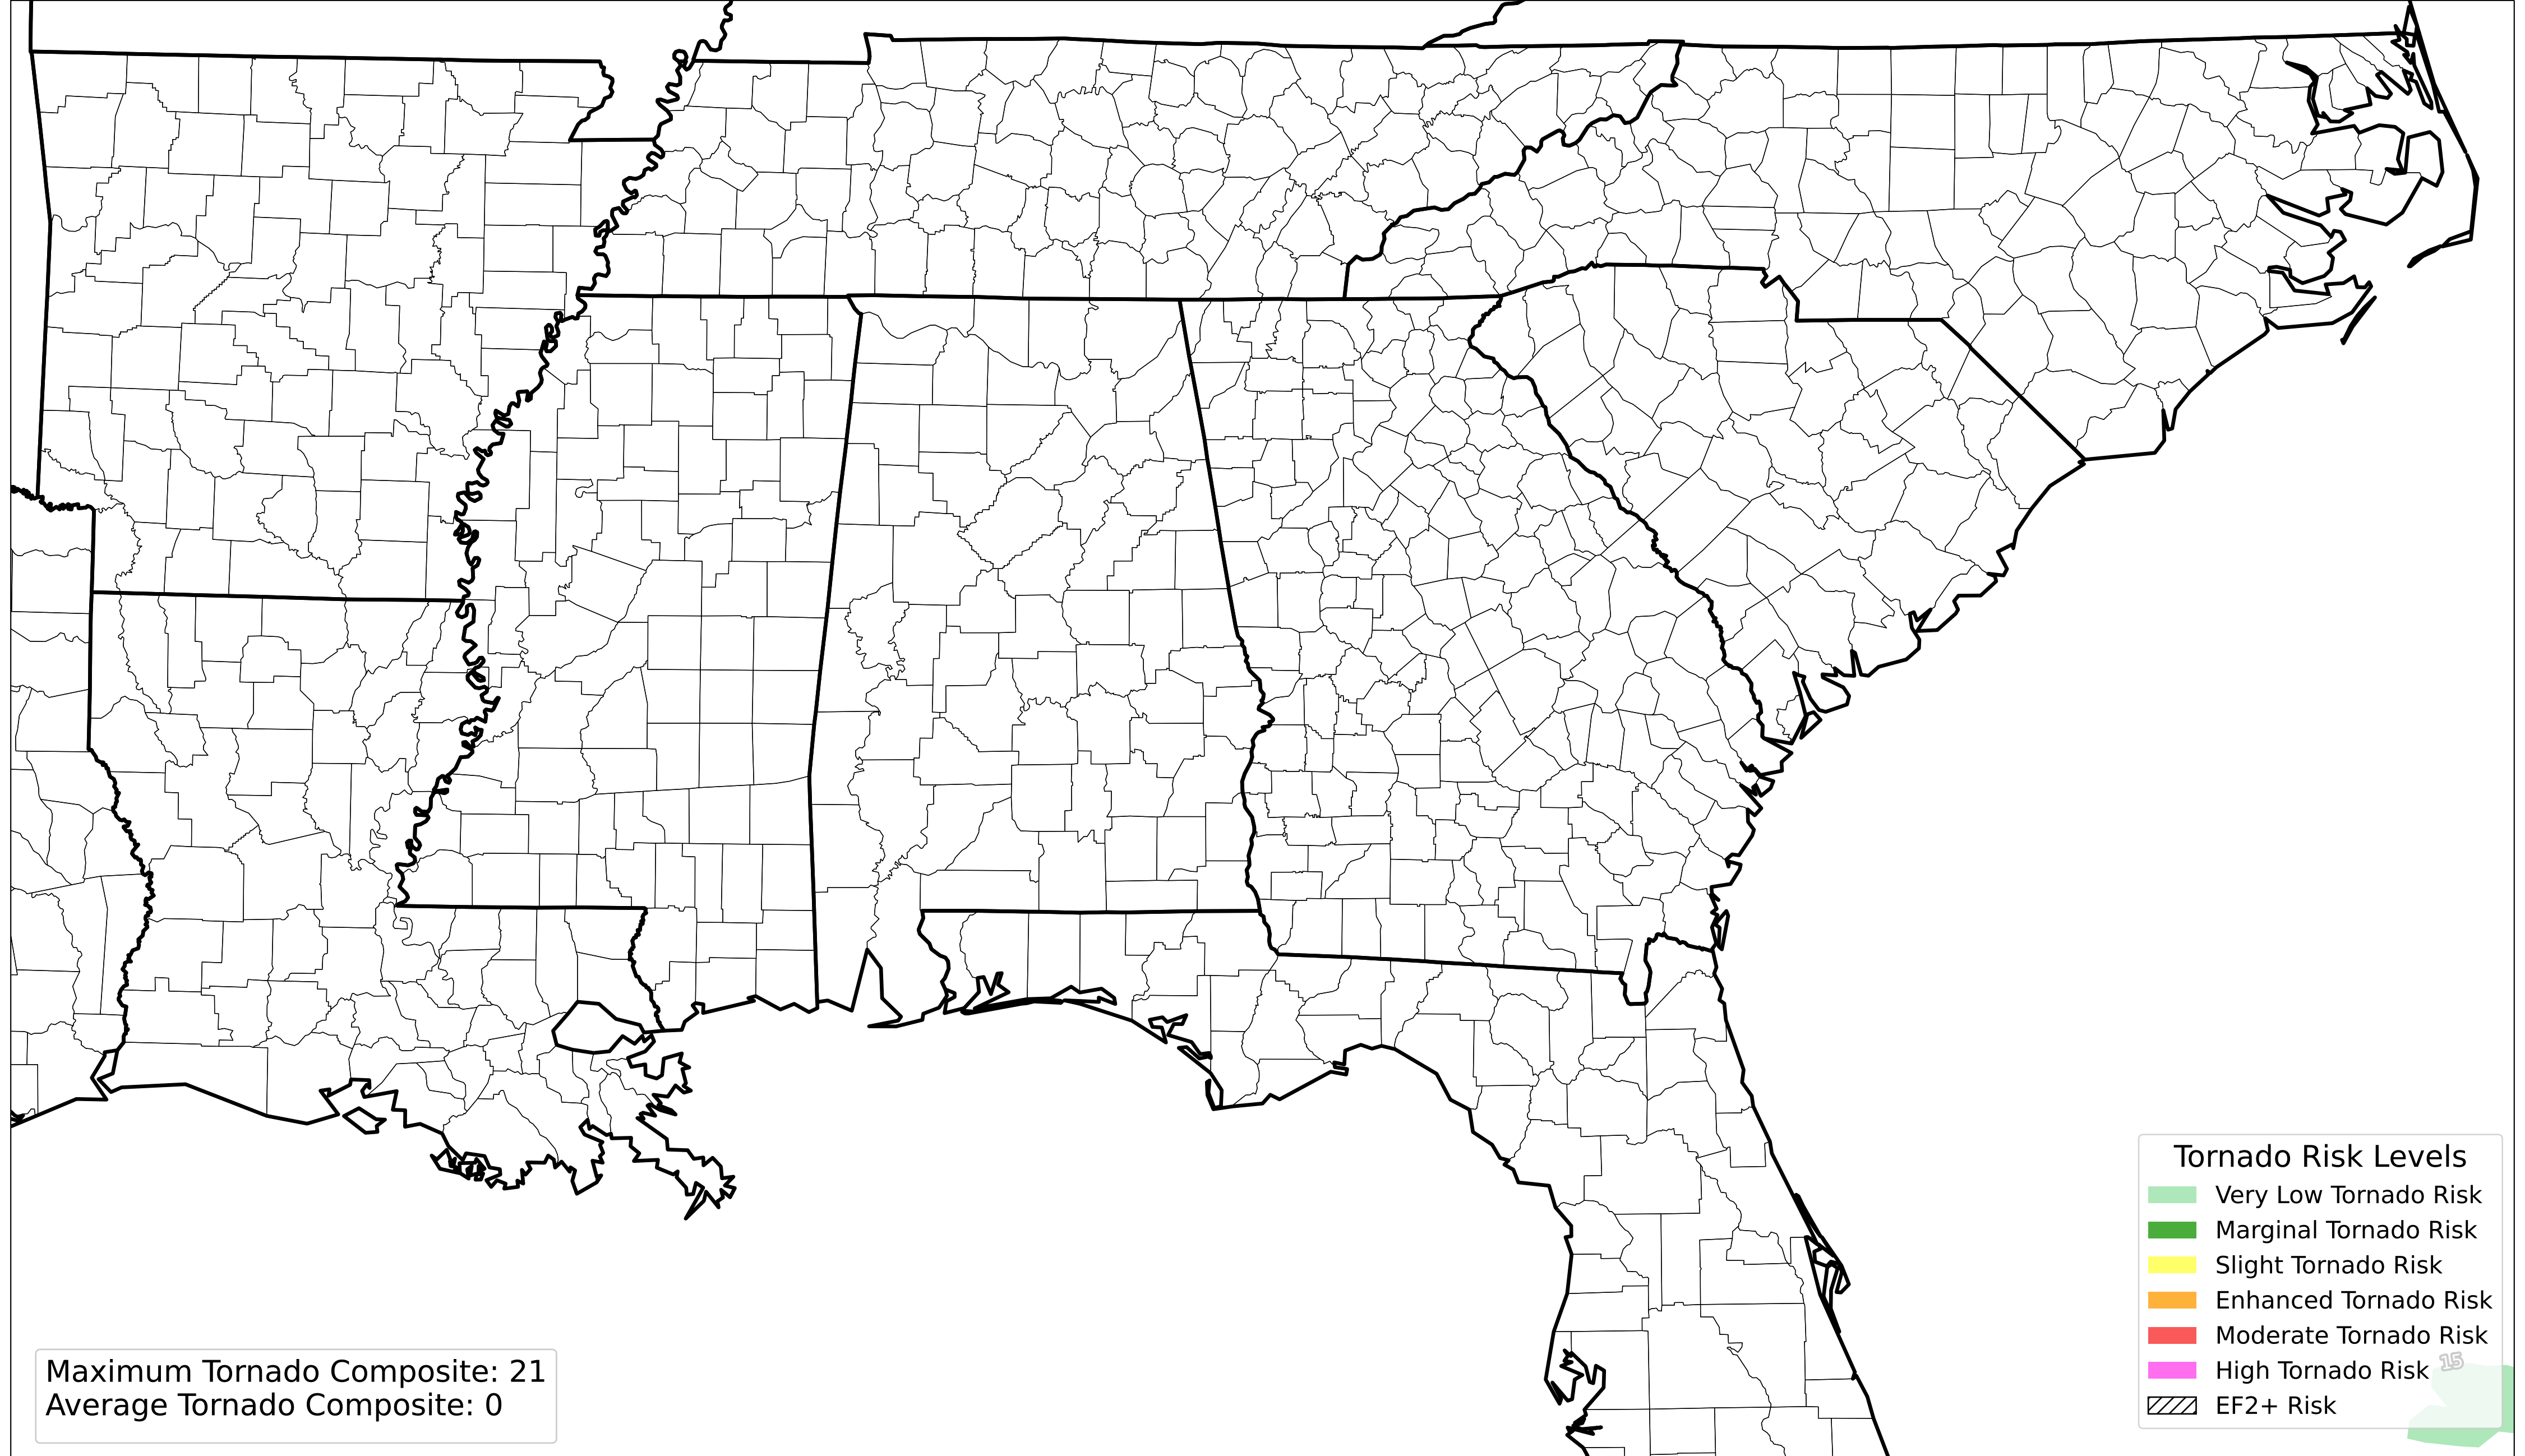 Tornado Risk Levels
Very Low Tornado Risk
Marginal Tornado Risk
Slight Tornado Risk
Enhanced Tornado Risk
Moderate Tornado Risk
High Tornado Risk
EF2+ Risk
15
Maximum Tornado Composite: 21
Average Tornado Composite: 0